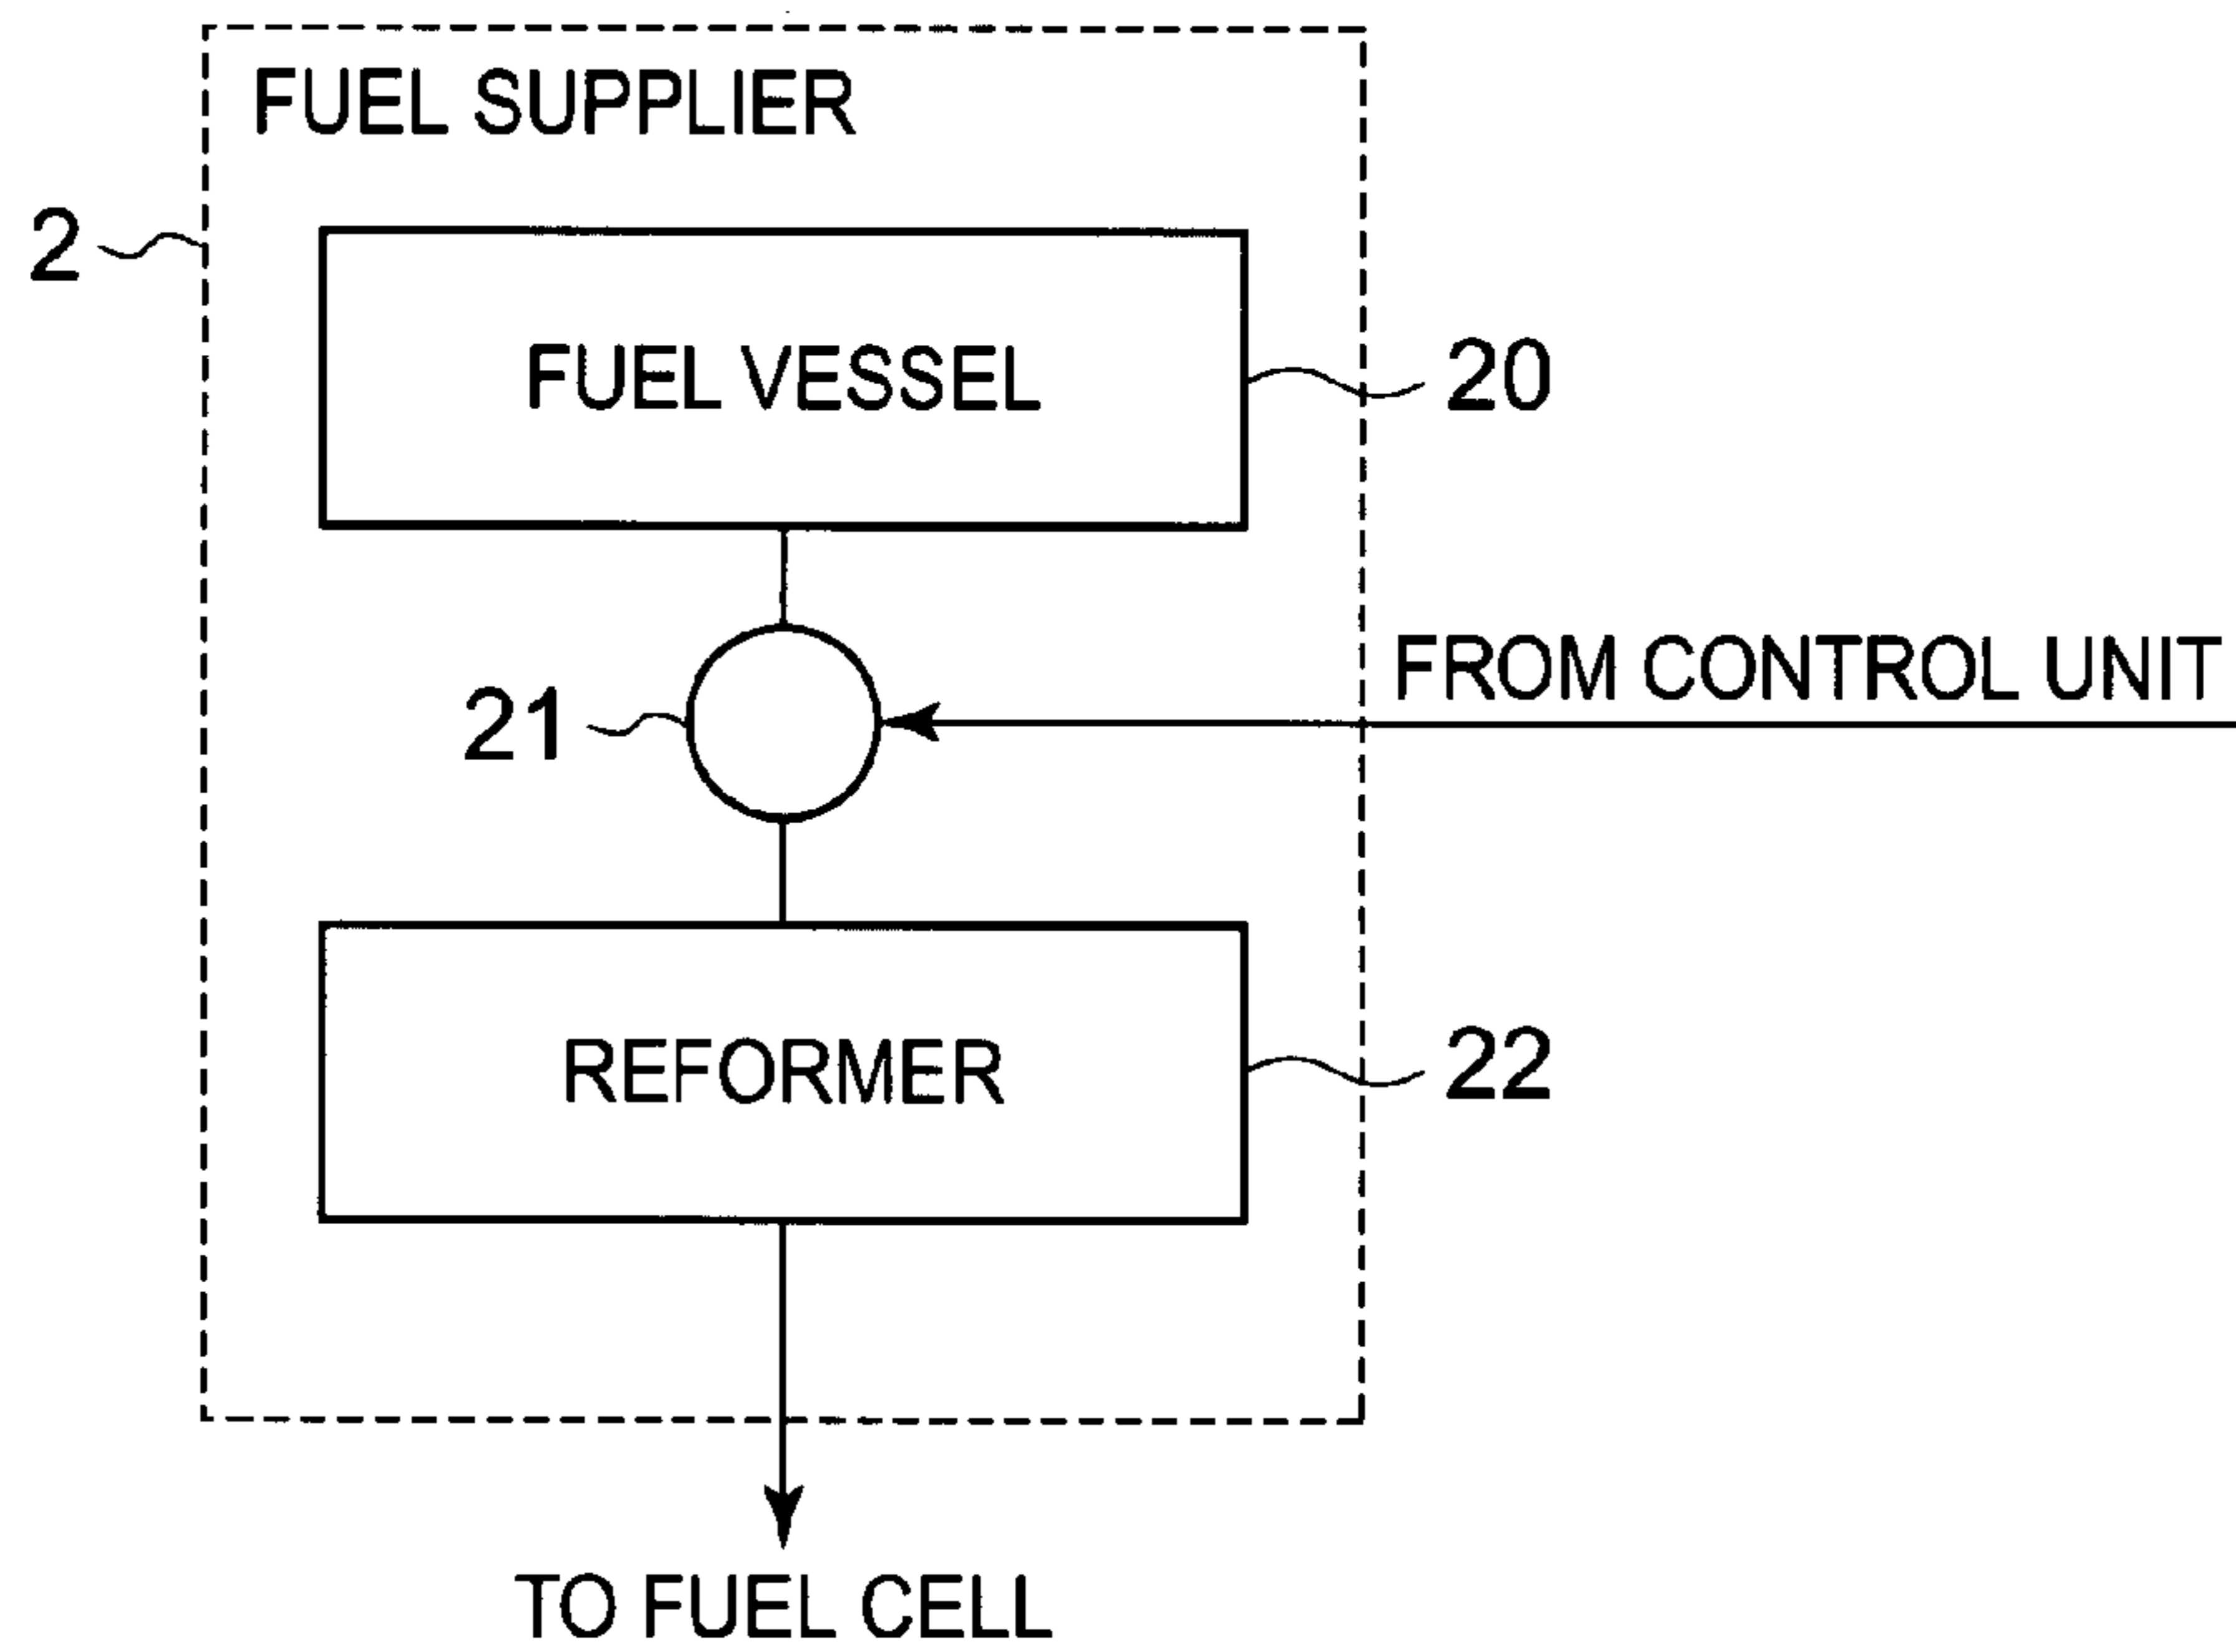 FUEL SUPPLIER
2
FUEL VESSEL
20
FROM CONTROL UNIT
21
REFORMER
22
TO FUEL CELL